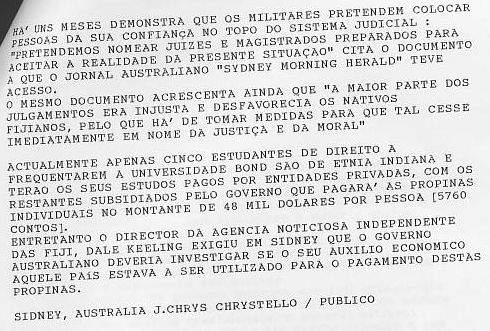 HA' UNS MESES DEMONSTRA QUE OS MILITARES PRETENDEM COLOCAR
PESSOAS DA SUA CONFIANÇA NO TOPO DO SISTEMA JUDICIAL :
"PRETENDEMOS NOMEAR JUIZES E MAGISTRADOS PREPARADOS PARA
ACEITAR A REALIDADE DA PRESENTE SITUAÇAO" CITA O DOCUMENTO
A QUE O JORNAL AUSTRALIANO "SYDNEY MORNING HERALD" TEVE
ACESSO.
O MESMO DOCUMENTO ACRESCENTA AINDA QUE "A MAIOR PARTE DOS
JULGAMENTOS ERA INJUSTA E DESFAVORECIA OS NATIVOS
FIJIANOS, PELO QUE HA' DE TOMAR MEDIDAS PARA QUE TAL CESSE
IMEDIATAMENTE EM NOME DA JUSTIÇA E DA MORAL"
ACTUALMENTE APENAS CINCO ESTUDANTES DE DIREITO A
FREQUENTAREM A UNIVERSIDADE BOND SAO DE ETNIA INDIANA E
TERAO OS SEUS ESTUDOS PAGOS POR ENTIDADES PRIVADAS, COM OS
RESTANTES SUBSIDIADOS PELO GOVERNO QUE PAGARA' AS PROPINAS
INDIVIDUAIS NO MONTANTE DE 48 MIL DOLARES POR PESSOA [5760
CONTOS].
ENTRETANTO O DIRECTOR DA AGENCIA NOTICIOSA INDEPENDENTE
DAS FIJI, DALE KEELING EXIGIU EM SIDNEY QUE O GOVERNO
AUSTRALIANO DEVERIA INVESTIGAR SE O SEU AUXILIO ECONOMICO
AQUELE PAíS ESTAVA A SER UTILIZADO PARA O PAGAMENTO DESTAS
PROPINAS.
SIDNEY, AUSTRALIA J.CHRYS CHRYSTELLO / PUBLICO